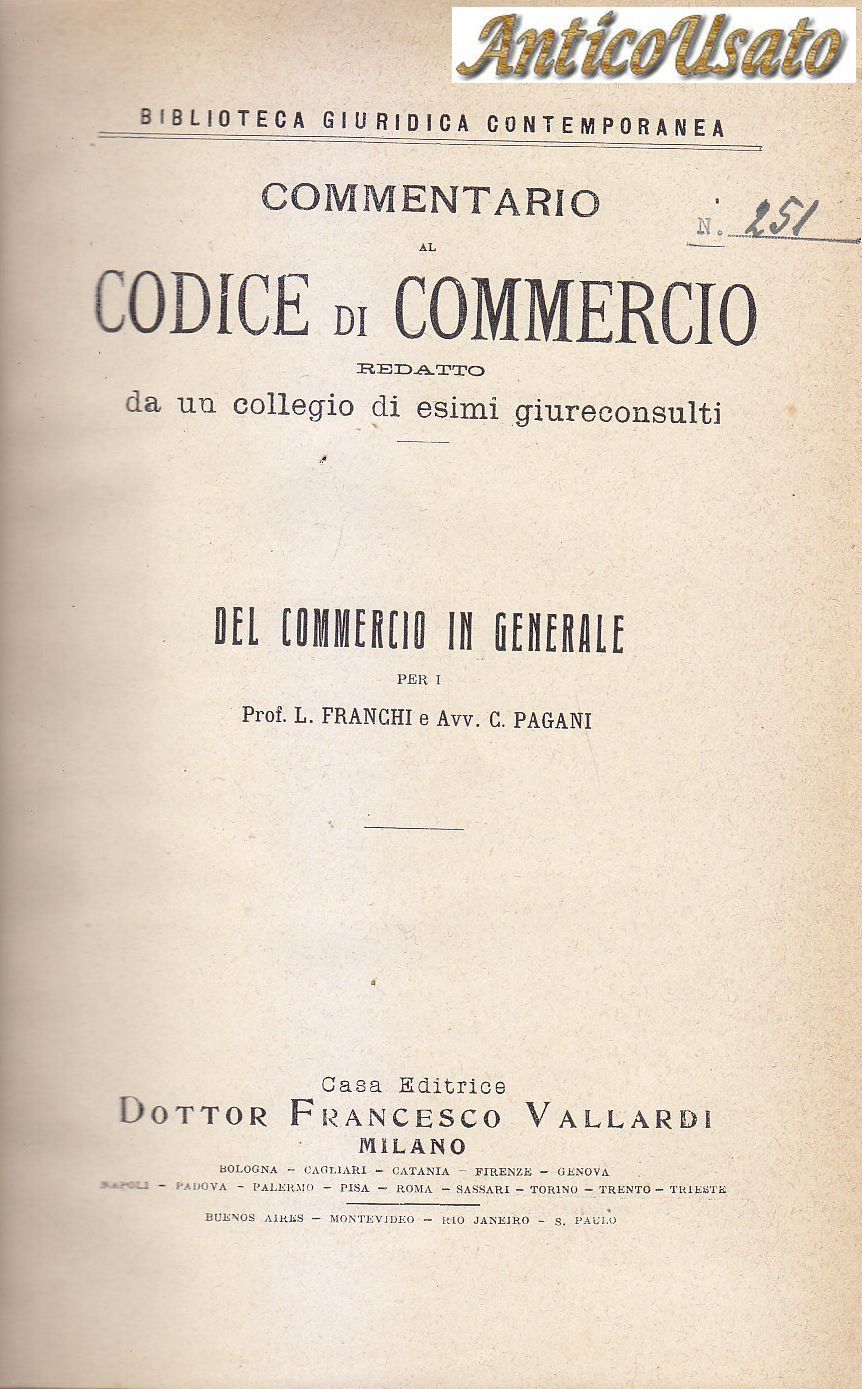 AnticoUsato
BIBLIOTECA GIURIDICA CONTEMPORANEA
COMMENTARIO
N. 251
AL
CODICE DI COMMERCIO
REDATTO
da un collegio di esimi giureconsulti
DEL COMMERCIO IN GENERALE
PER I
Prof. L. FRANCHI e Avv. C. PAGANI
Casa Editrice
DOTTOR FRANCESCO VALLARDI
MILANO
BOLOGNA – CAGLIARI – CATANIA – FIRENZE – GENOVA
NAPOLI – PADOVA – PALERMO – PISA – ROMA – SASSARI – TORINO – TRENTO – TRIESTE
BUENOS AIRES – MONTEVIDEO – RIO JANEIRO – S. PAULO